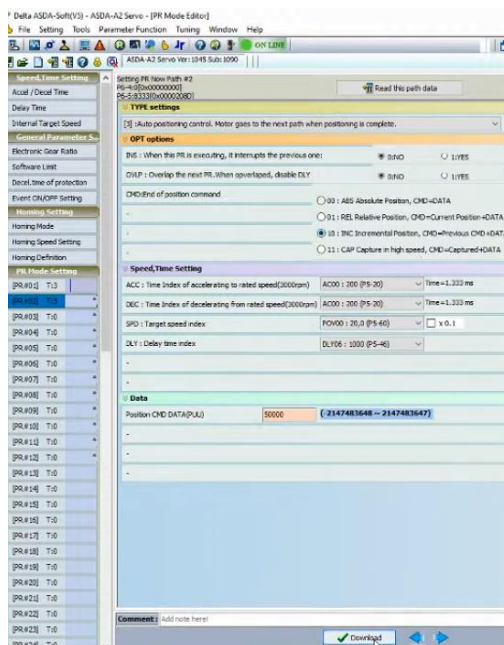 Delta ASDA-Soft(V5) - ASDA-A2 Servo - [PR Mode Editor]
File Setting Tools Parameter Function Tuning Window Help
ON LINE
ASDA-A2 Servo Ver:1045 Sub:1090
Speed,Time Setting
Accel / Decel Time
Delay Time
Internal Target Speed
General Parameter S...
Electronic Gear Ratio
Software Limit
Decel.time of protection
Event ON/OFF Setting
Homing Setting
Homing Mode
Homing Speed Setting
Homing Definition
PR Mode Setting
[PR#01] T:3
[PR#02] T:3 *
[PR#03] T:0 *
[PR#04] T:0 *
[PR#05] T:0 *
[PR#06] T:0 *
[PR#07] T:0 *
[PR#08] T:0 *
[PR#09] T:0 *
[PR#10] T:0 *
[PR#11] T:0 *
[PR#12] T:0 *
[PR#13] T:0
[PR#14] T:0
[PR#15] T:0
[PR#16] T:0
[PR#17] T:0
[PR#18] T:0
[PR#19] T:0
[PR#20] T:0
[PR#21] T:0
[PR#22] T:0
[PR#23] T:0
[PR#24] T:0
Setting PR Now Path #2
P6-4:0[0x00000000]
P6-5:8333[0x0000208D]
Read this path data
TYPE settings
[3] :Auto positioning control. Motor goes to the next path when positioning is complete.
OPT options
INS : When this PR is executing, it interrupts the previous one: 0:NO 1:YES
OVLP : Overlap the next PR.When opverlaped, disable DLY 0:NO 1:YES
CMD:End of position command
00 : ABS Absolute Position, CMD=DATA
01 : REL Relative Position, CMD=Current Position+DATA
10 : INC Incremental Position, CMD=Previous CMD+DATA
11 : CAP Capture in high speed, CMD=Captured+DATA
Speed,Time Setting
ACC : Time Index of accelerating to rated speed(3000rpm) AC00 : 200 (P5-20) Time=1.333 ms
DEC : Time Index of decelerating from rated speed(3000rpm) AC00 : 200 (P5-20) Time=1.333 ms
SPD : Target speed index POV00 : 20.0 (P5-60) x 0.1
DLY : Delay time index DLY06 : 1000 (P5-46)
Data
Position CMD DATA(PUU) 50000 (-2147483648 ~ 2147483647)
Comment : Add note here!
Download